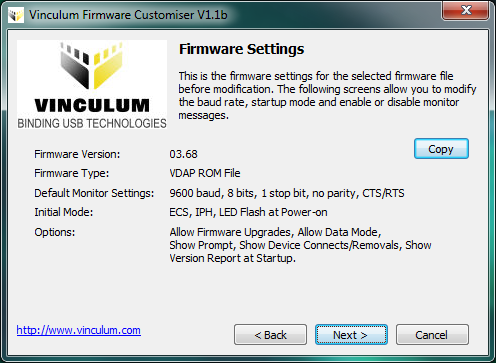 Vinculum Firmware Customiser V1.1b
VINCULUM
BINDING USB TECHNOLOGIES
Firmware Settings
This is the firmware settings for the selected firmware file
before modification. The following screens allow you to modify
the baud rate, startup mode and enable or disable monitor
messages.
Copy
Firmware Version: 03.68
Firmware Type: VDAP ROM File
Default Monitor Settings: 9600 baud, 8 bits, 1 stop bit, no parity, CTS/RTS
Initial Mode: ECS, IPH, LED Flash at Power-on
Options: Allow Firmware Upgrades, Allow Data Mode,
Show Prompt, Show Device Connects/Removals, Show
Version Report at Startup.
http://www.vinculum.com
< Back Next > Cancel